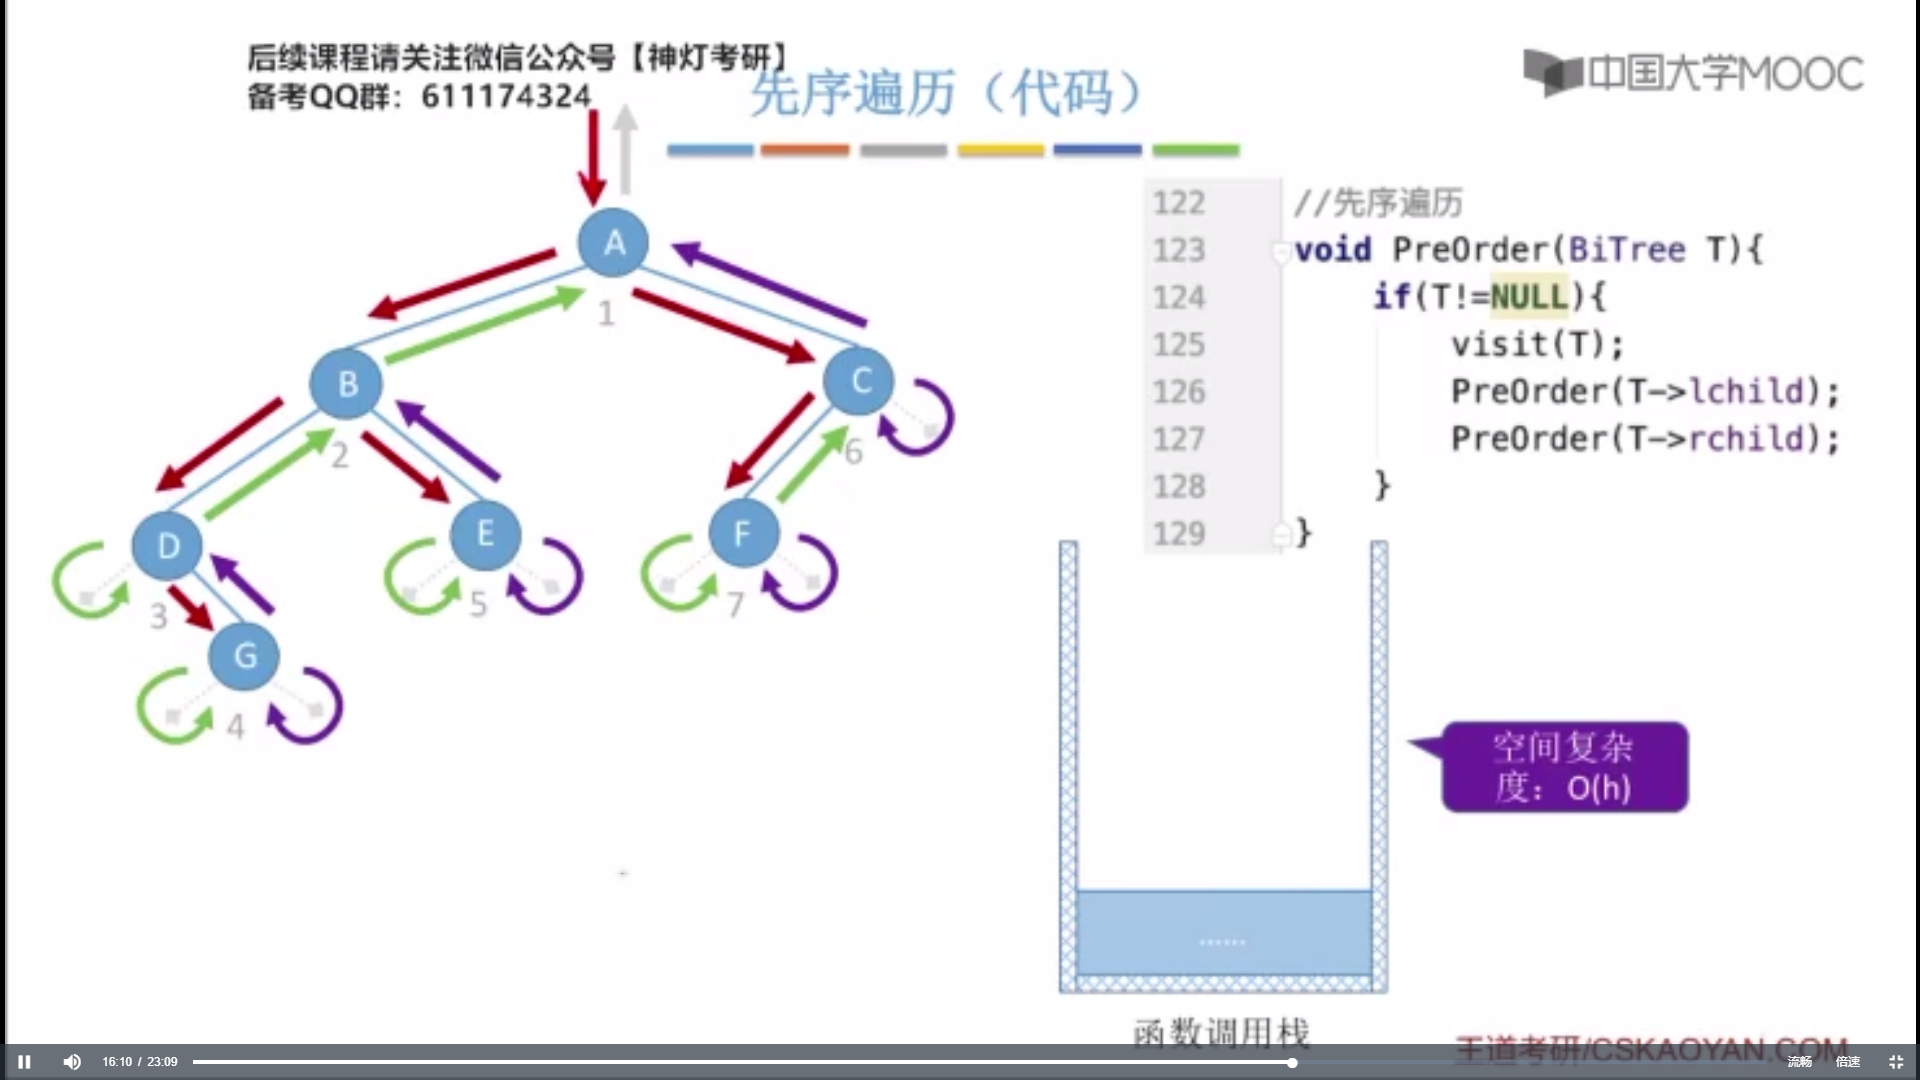 后续课程请关注微信公众号【神灯考研】
备考QQ群：611174324
先序遍历（代码）
中国大学MOOC
A
1
B
2
C
6
D
3
E
5
F
7
G
4
122 //先序遍历
123 void PreOrder(BiTree T){
124 if(T!=NULL){
125 visit(T);
126 PreOrder(T->lchild);
127 PreOrder(T->rchild);
128 }
129 }
空间复杂
度：O(h)
......
函数调用栈
王道考研/CSKAOYAN.COM
16:10 / 23:09
流畅 倍速